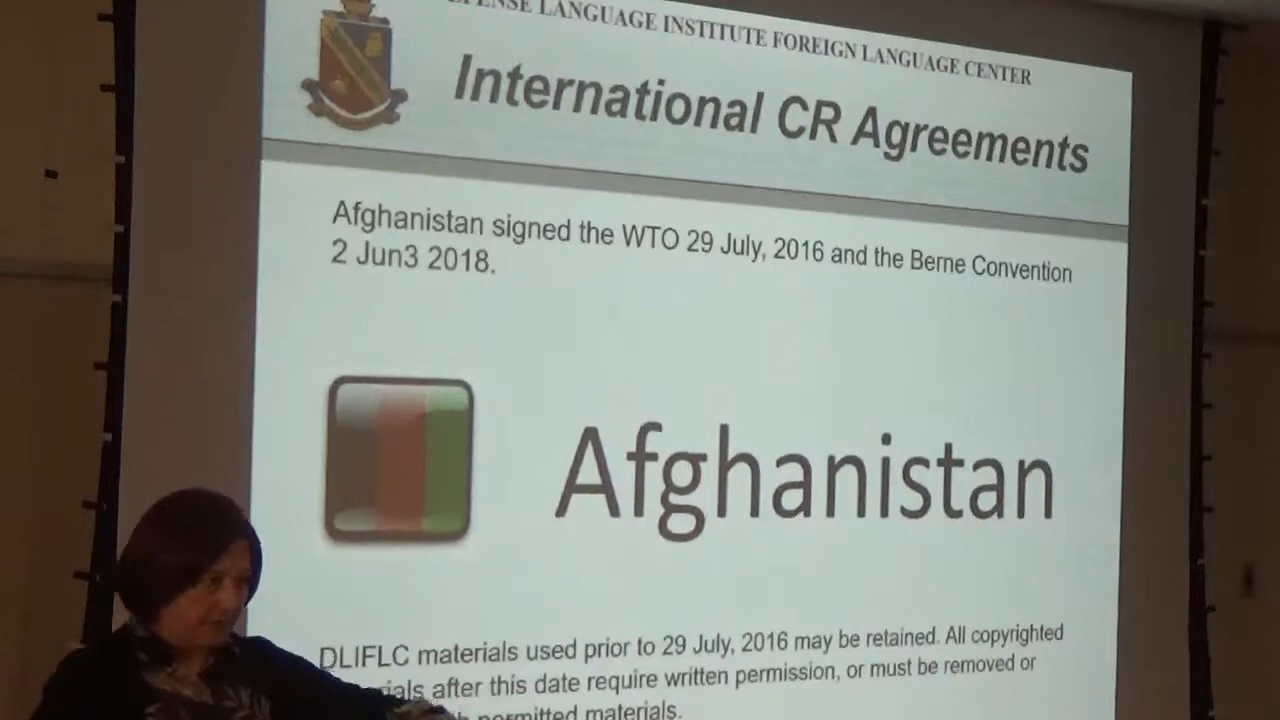 LANGUAGE INSTITUTE FOREIGN LANGUAGE CENTER
International CR Agreements
Afghanistan signed the WTO 29 July, 2016 and the Berne Convention
2 Jun3 2018.
Afghanistan
DLIFLC materials used prior to 29 July, 2016 may be retained. All copyrighted
after this date require written permission, or must be removed or
permitted materials.